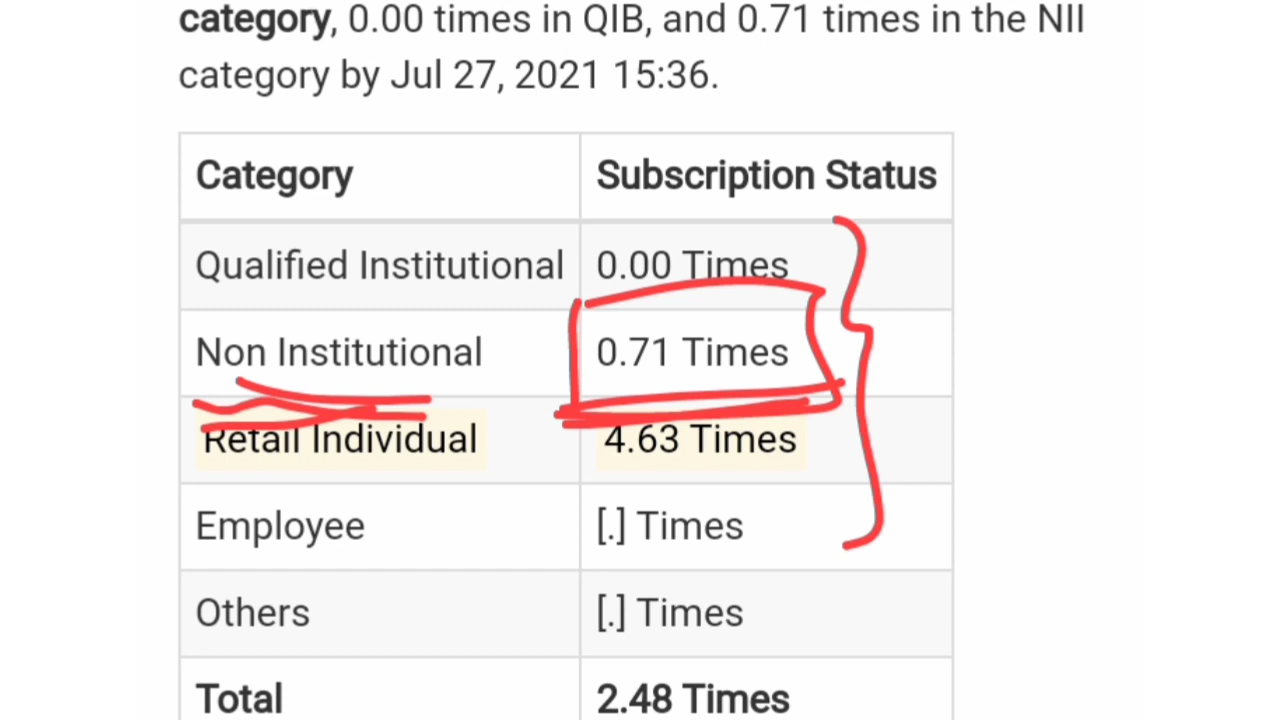 category, 0.00 times in QIB, and 0.71 times in the NII
category by Jul 27, 2021 15:36.
Category Subscription Status
Qualified Institutional 0.00 Times
Non Institutional 0.71 Times
Retail Individual 4.63 Times
Employee [.] Times
Others [.] Times
Total 2.48 Times